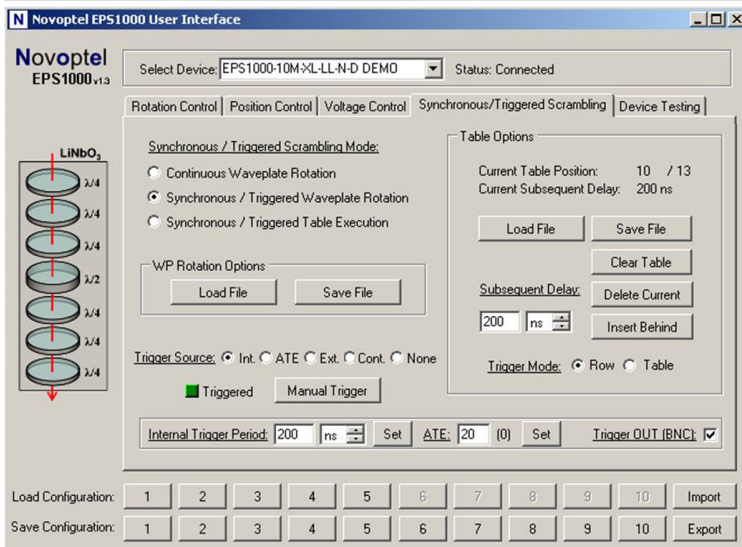 Novoptel EPS1000 User Interface
Novoptel
EPS1000 v1.3
Select Device: EPS1000-10M-XL-LL-N-D DEMO Status: Connected
Rotation Control Position Control Voltage Control Synchronous/Triggered Scrambling Device Testing
LiNbO3
λ/4
λ/4
λ/4
λ/2
λ/4
λ/4
λ/4
Synchronous / Triggered Scrambling Mode:
Continuous Waveplate Rotation
Synchronous / Triggered Waveplate Rotation
Synchronous / Triggered Table Execution
WP Rotation Options
Load File Save File
Trigger Source: Int. ATE Ext. Cont. None
Triggered Manual Trigger
Table Options
Current Table Position: 10 / 13
Current Subsequent Delay: 200 ns
Load File Save File
Clear Table
Subsequent Delay: Delete Current
200 ns Insert Behind
Trigger Mode: Row Table
Internal Trigger Period: 200 ns Set ATE: 20 (0) Set Trigger OUT (BNC):
Load Configuration: 1 2 3 4 5 6 7 8 9 10 Import
Save Configuration: 1 2 3 4 5 6 7 8 9 10 Export